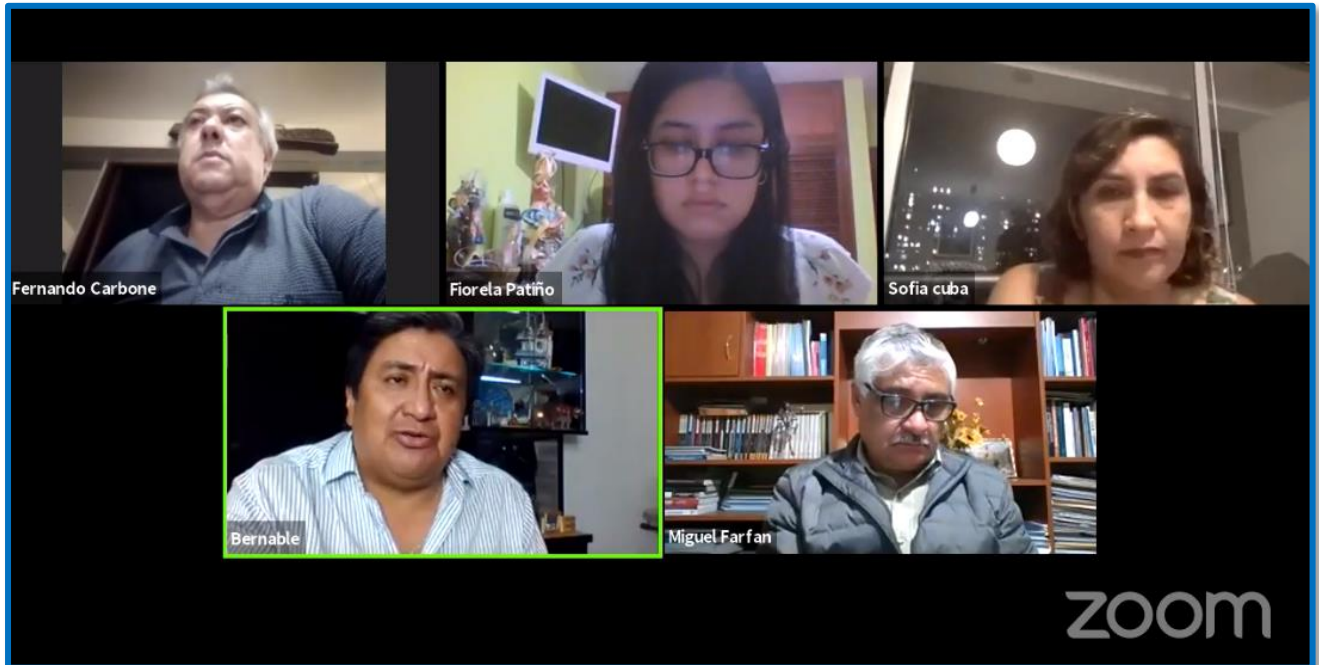 Fernando Carbone
Fiorela Patiño
Sofia cuba
Bernable
Miguel Farfan
zoom